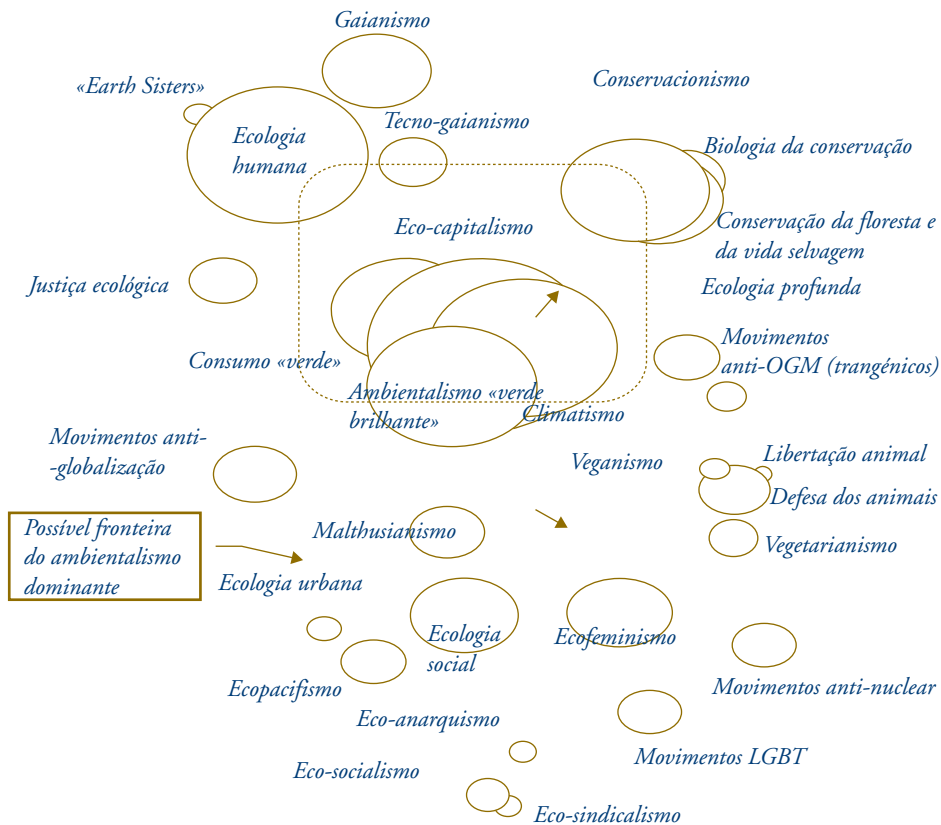 Gaianismo
Conservacionismo
«Earth Sisters»
Tecno-gaianismo
Ecologia
humana
Biologia da conservação
Eco-capitalismo
Conservação da floresta e
da vida selvagem
Justiça ecológica
Ecologia profunda
Movimentos
anti-OGM (trangénicos)
Consumo «verde»
Ambientalismo «verde
brilhante»
Climatismo
Movimentos anti-
-globalização
Veganismo
Libertação animal
Defesa dos animais
Possível fronteira
do ambientalismo
dominante
Malthusianismo
Vegetarianismo
Ecologia urbana
Ecologia
social
Ecofeminismo
Ecopacifismo
Movimentos anti-nuclear
Eco-anarquismo
Movimentos LGBT
Eco-socialismo
Eco-sindicalismo